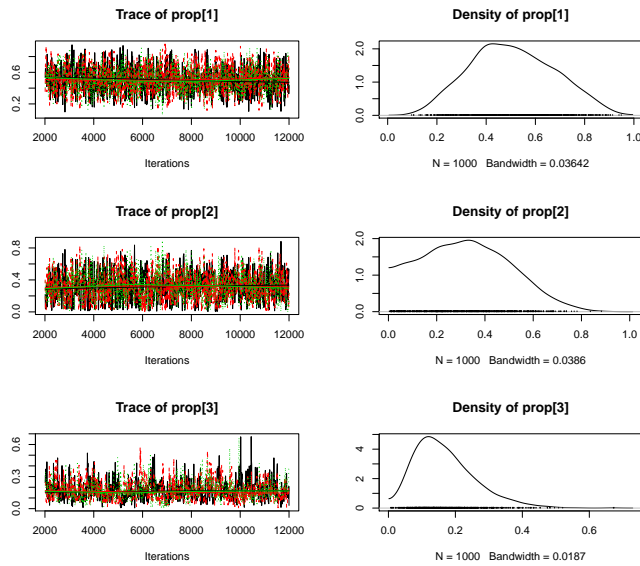 Trace of prop[1]
0.2 0.6
2000 4000 6000 8000 10000 12000
Iterations
Density of prop[1]
0.0 1.0 2.0
0.0 0.2 0.4 0.6 0.8 1.0
N = 1000 Bandwidth = 0.03642
Trace of prop[2]
0.0 0.4 0.8
2000 4000 6000 8000 10000 12000
Iterations
Density of prop[2]
0.0 1.0 2.0
0.0 0.2 0.4 0.6 0.8 1.0
N = 1000 Bandwidth = 0.0386
Trace of prop[3]
0.0 0.3 0.6
2000 4000 6000 8000 10000 12000
Iterations
Density of prop[3]
0 2 4
0.0 0.2 0.4 0.6
N = 1000 Bandwidth = 0.0187